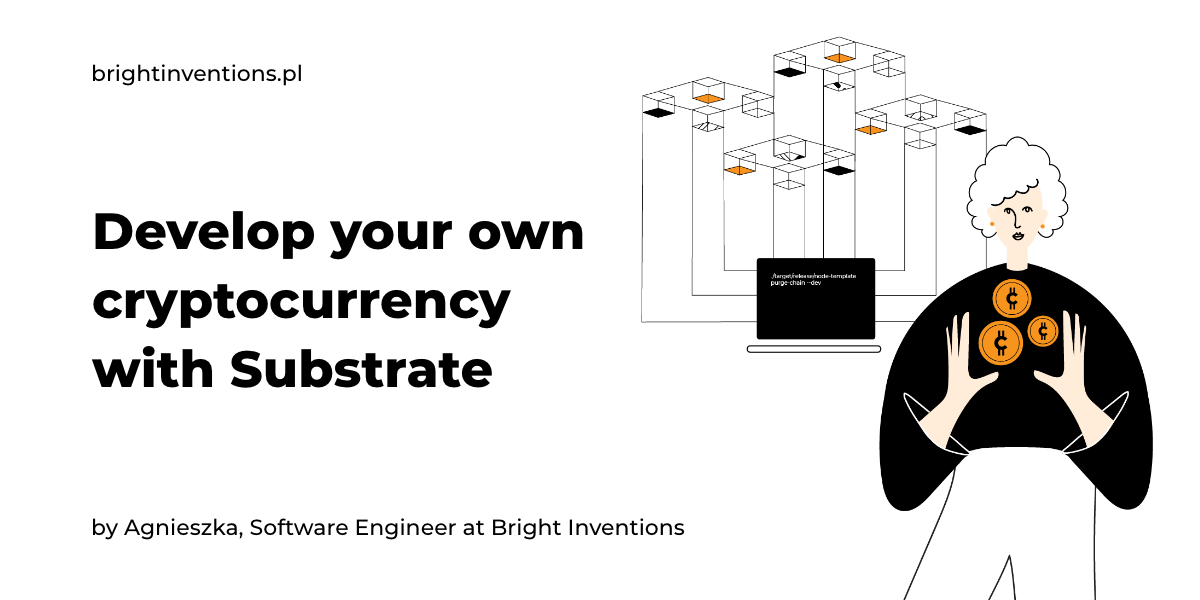 brightinventions.pl
Develop your own
cryptocurrency
with Substrate
./target/release/node-template
purge-chain --dev
by Agnieszka, Software Engineer at Bright Inventions